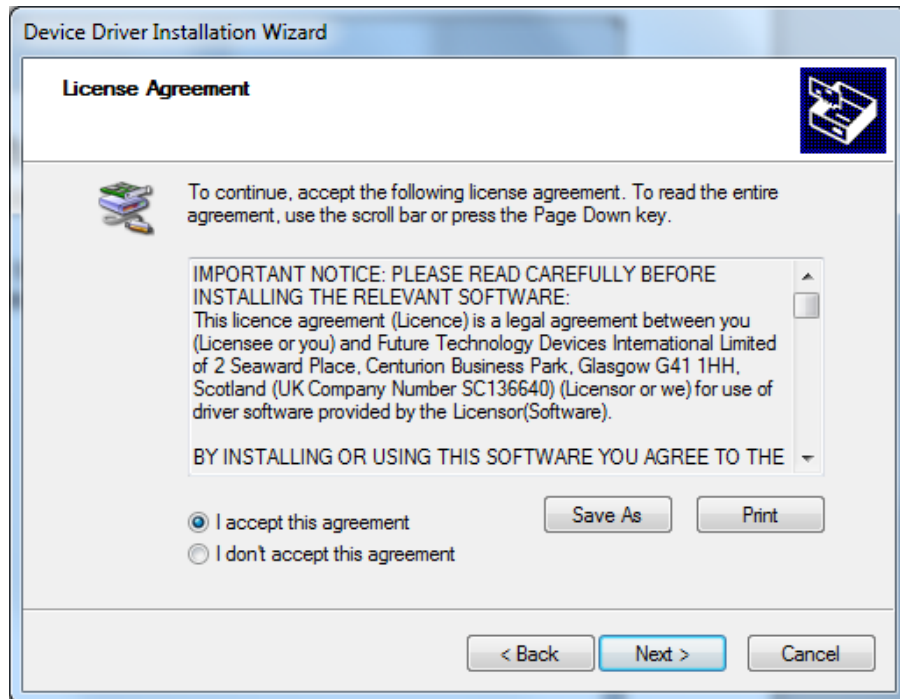 Device Driver Installation Wizard
License Agreement
To continue, accept the following license agreement. To read the entire
agreement, use the scroll bar or press the Page Down key.
IMPORTANT NOTICE: PLEASE READ CAREFULLY BEFORE
INSTALLING THE RELEVANT SOFTWARE:
This licence agreement (Licence) is a legal agreement between you
(Licensee or you) and Future Technology Devices International Limited
of 2 Seaward Place, Centurion Business Park, Glasgow G41 1HH,
Scotland (UK Company Number SC136640) (Licensor or we) for use of
driver software provided by the Licensor(Software).
BY INSTALLING OR USING THIS SOFTWARE YOU AGREE TO THE
I accept this agreement
Save As
Print
I don't accept this agreement
< Back
Next >
Cancel